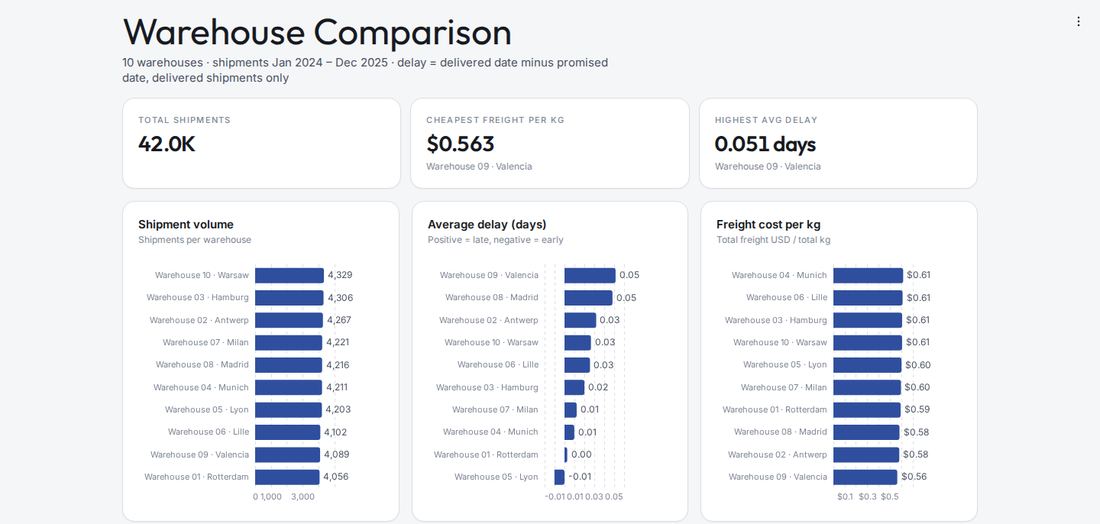 Warehouse Comparison
10 warehouses · shipments Jan 2024 – Dec 2025 · delay = delivered date minus promised
date, delivered shipments only
TOTAL SHIPMENTS
42.0K
CHEAPEST FREIGHT PER KG
$0.563
Warehouse 09 · Valencia
HIGHEST AVG DELAY
0.051 days
Warehouse 09 · Valencia
Shipment volume
Shipments per warehouse
Warehouse 10 · Warsaw 4,329
Warehouse 03 · Hamburg 4,306
Warehouse 02 · Antwerp 4,267
Warehouse 07 · Milan 4,221
Warehouse 08 · Madrid 4,216
Warehouse 04 · Munich 4,211
Warehouse 05 · Lyon 4,203
Warehouse 06 · Lille 4,102
Warehouse 09 · Valencia 4,089
Warehouse 01 · Rotterdam 4,056
0 1,000 3,000
Average delay (days)
Positive = late, negative = early
Warehouse 09 · Valencia 0.05
Warehouse 08 · Madrid 0.05
Warehouse 02 · Antwerp 0.03
Warehouse 10 · Warsaw 0.03
Warehouse 06 · Lille 0.03
Warehouse 03 · Hamburg 0.02
Warehouse 07 · Milan 0.01
Warehouse 04 · Munich 0.01
Warehouse 01 · Rotterdam 0.00
Warehouse 05 · Lyon -0.01
-0.01 0.01 0.03 0.05
Freight cost per kg
Total freight USD / total kg
Warehouse 04 · Munich $0.61
Warehouse 06 · Lille $0.61
Warehouse 03 · Hamburg $0.61
Warehouse 10 · Warsaw $0.61
Warehouse 05 · Lyon $0.60
Warehouse 07 · Milan $0.60
Warehouse 01 · Rotterdam $0.59
Warehouse 08 · Madrid $0.58
Warehouse 02 · Antwerp $0.58
Warehouse 09 · Valencia $0.56
$0.1 $0.3 $0.5